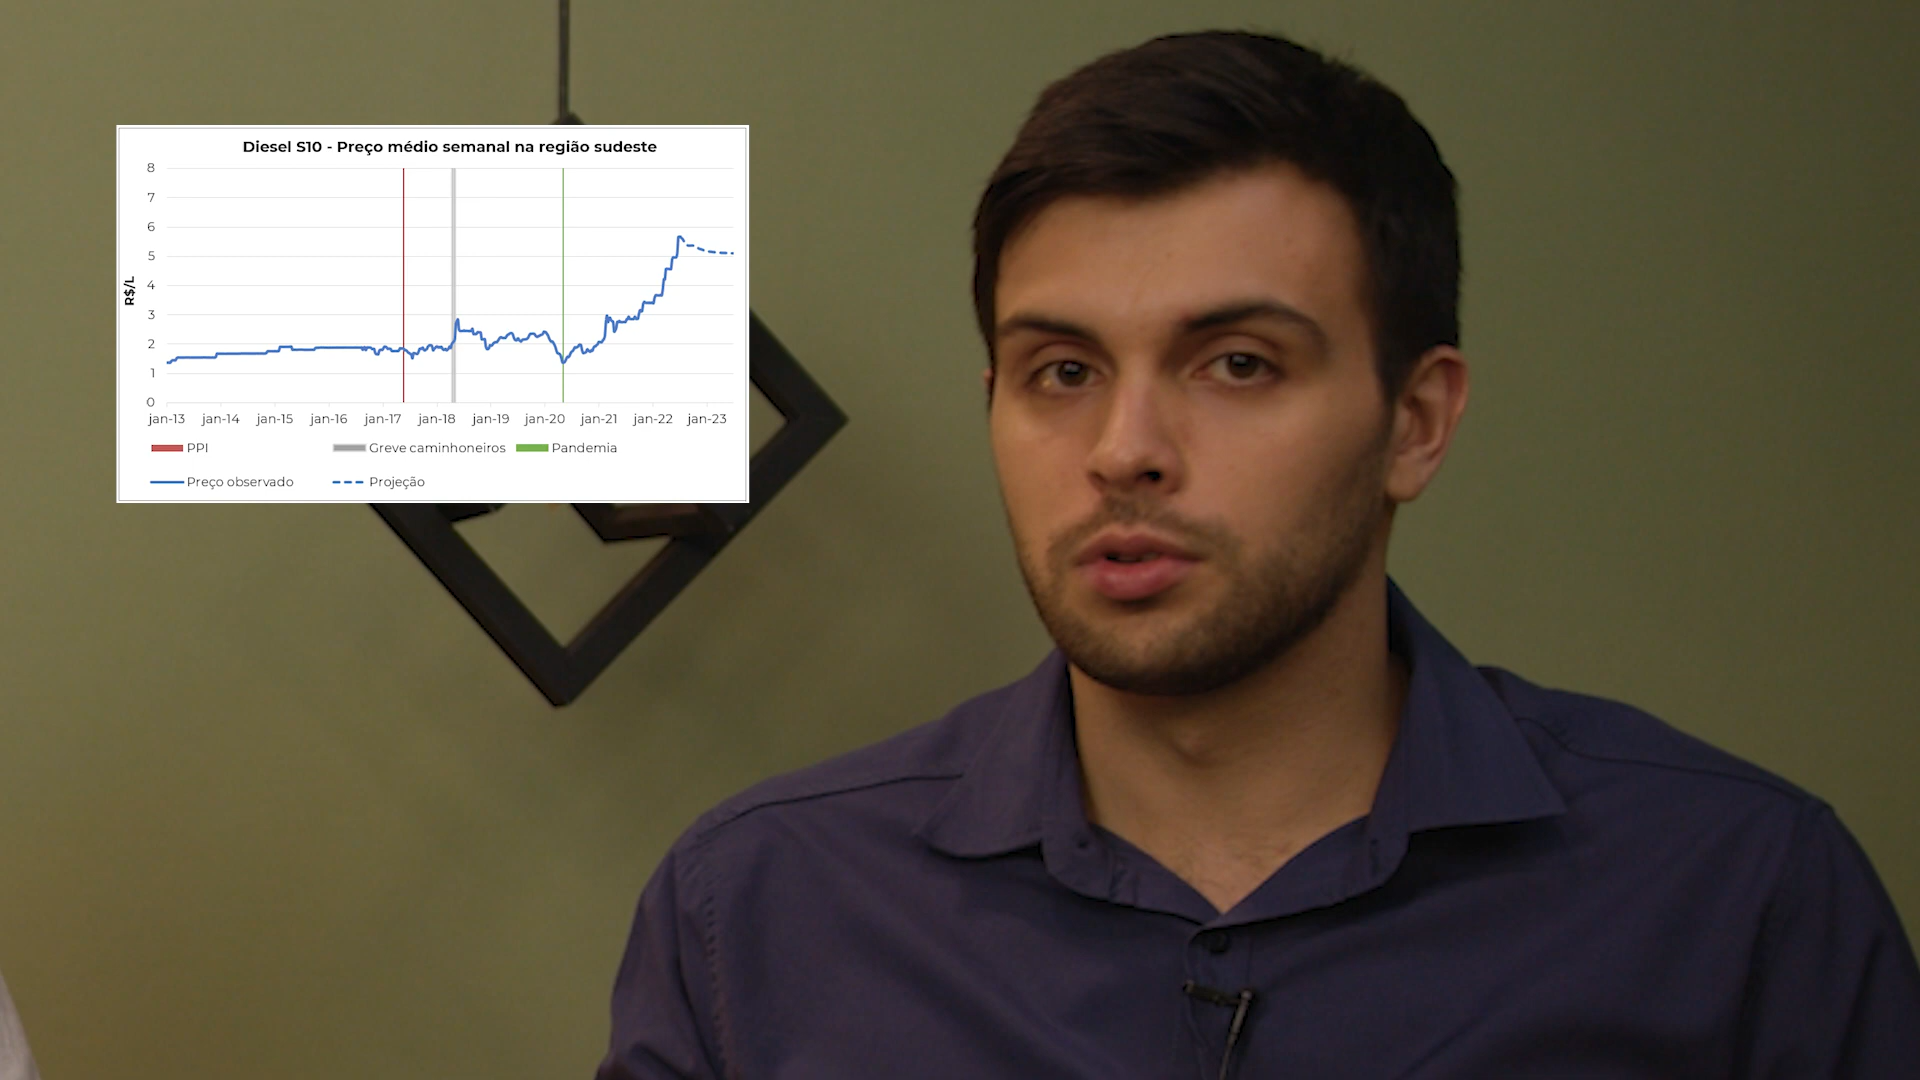 Diesel S10 - Preço médio semanal na região sudeste
8
7
6
5
4
3
2
1
0
R$/L
jan-13 jan-14 jan-15 jan-16 jan-17 jan-18 jan-19 jan-20 jan-21 jan-22 jan-23
PPI Greve caminhoneiros Pandemia
Preço observado Projeção